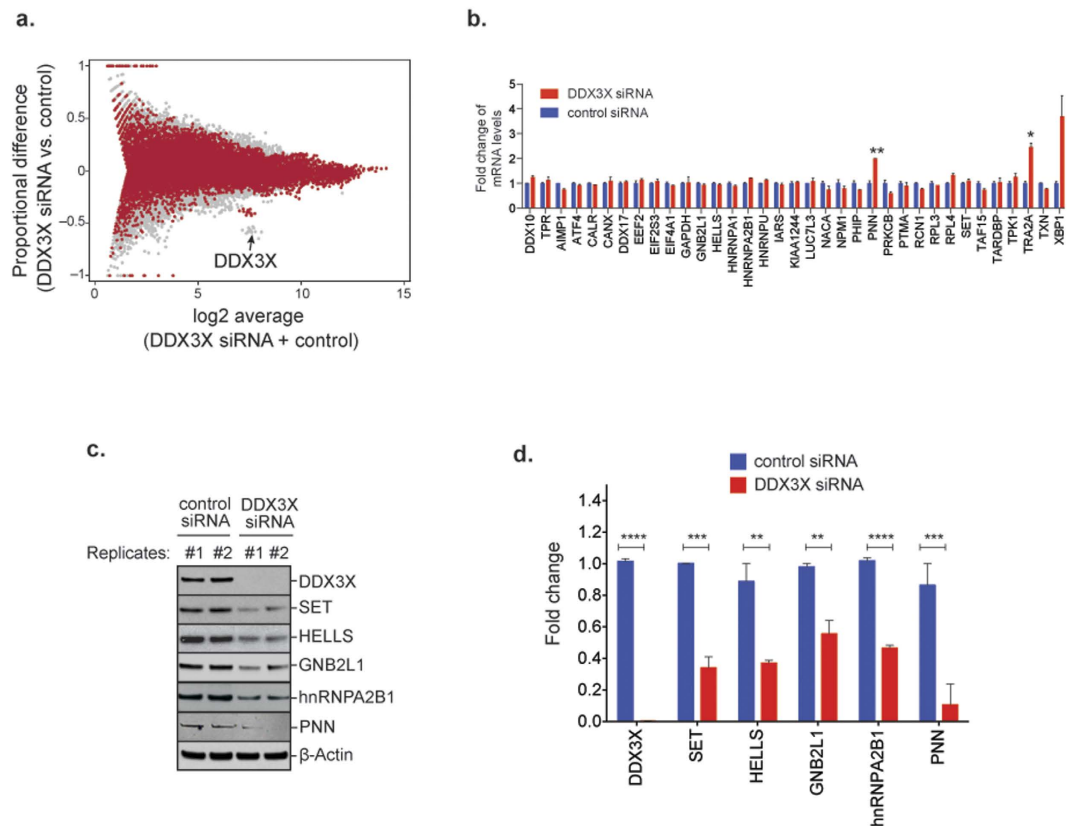 a.
1
0.5
0
−0.5
−1
0
5
10
15
Proportional difference
(DDX3X siRNA vs. control)
DDX3X
log2 average
(DDX3X siRNA + control)
b.
5
4
3
2
1
0
Fold change of
mRNA levels
DDX3X siRNA
control siRNA
**
*
DDX10
TPR
AIMP1
ATF4
CALR
CANX
DDX17
EEF2
EIF2S3
EIF4A1
GAPDH
GNB2L1
HELLS
HNRNPA1
HNRNPA2B1
HNRNPU
IARS
KIAA1244
LUC7L3
NACA
NPM1
PHIP
PNN
PRKCB
PTMA
RCN1
RPL3
RPL4
SET
TAF15
TARDBP
TPK1
TRA2A
TXN
XBP1
c.
control DDX3X
siRNA siRNA
Replicates: #1 #2 #1 #2
DDX3X
SET
HELLS
GNB2L1
hnRNPA2B1
PNN
β-Actin
d.
control siRNA
DDX3X siRNA
1.4
1.2
1.0
0.8
0.6
0.4
0.2
0.0
Fold change
****
***
**
**
****
***
DDX3X
SET
HELLS
GNB2L1
hnRNPA2B1
PNN